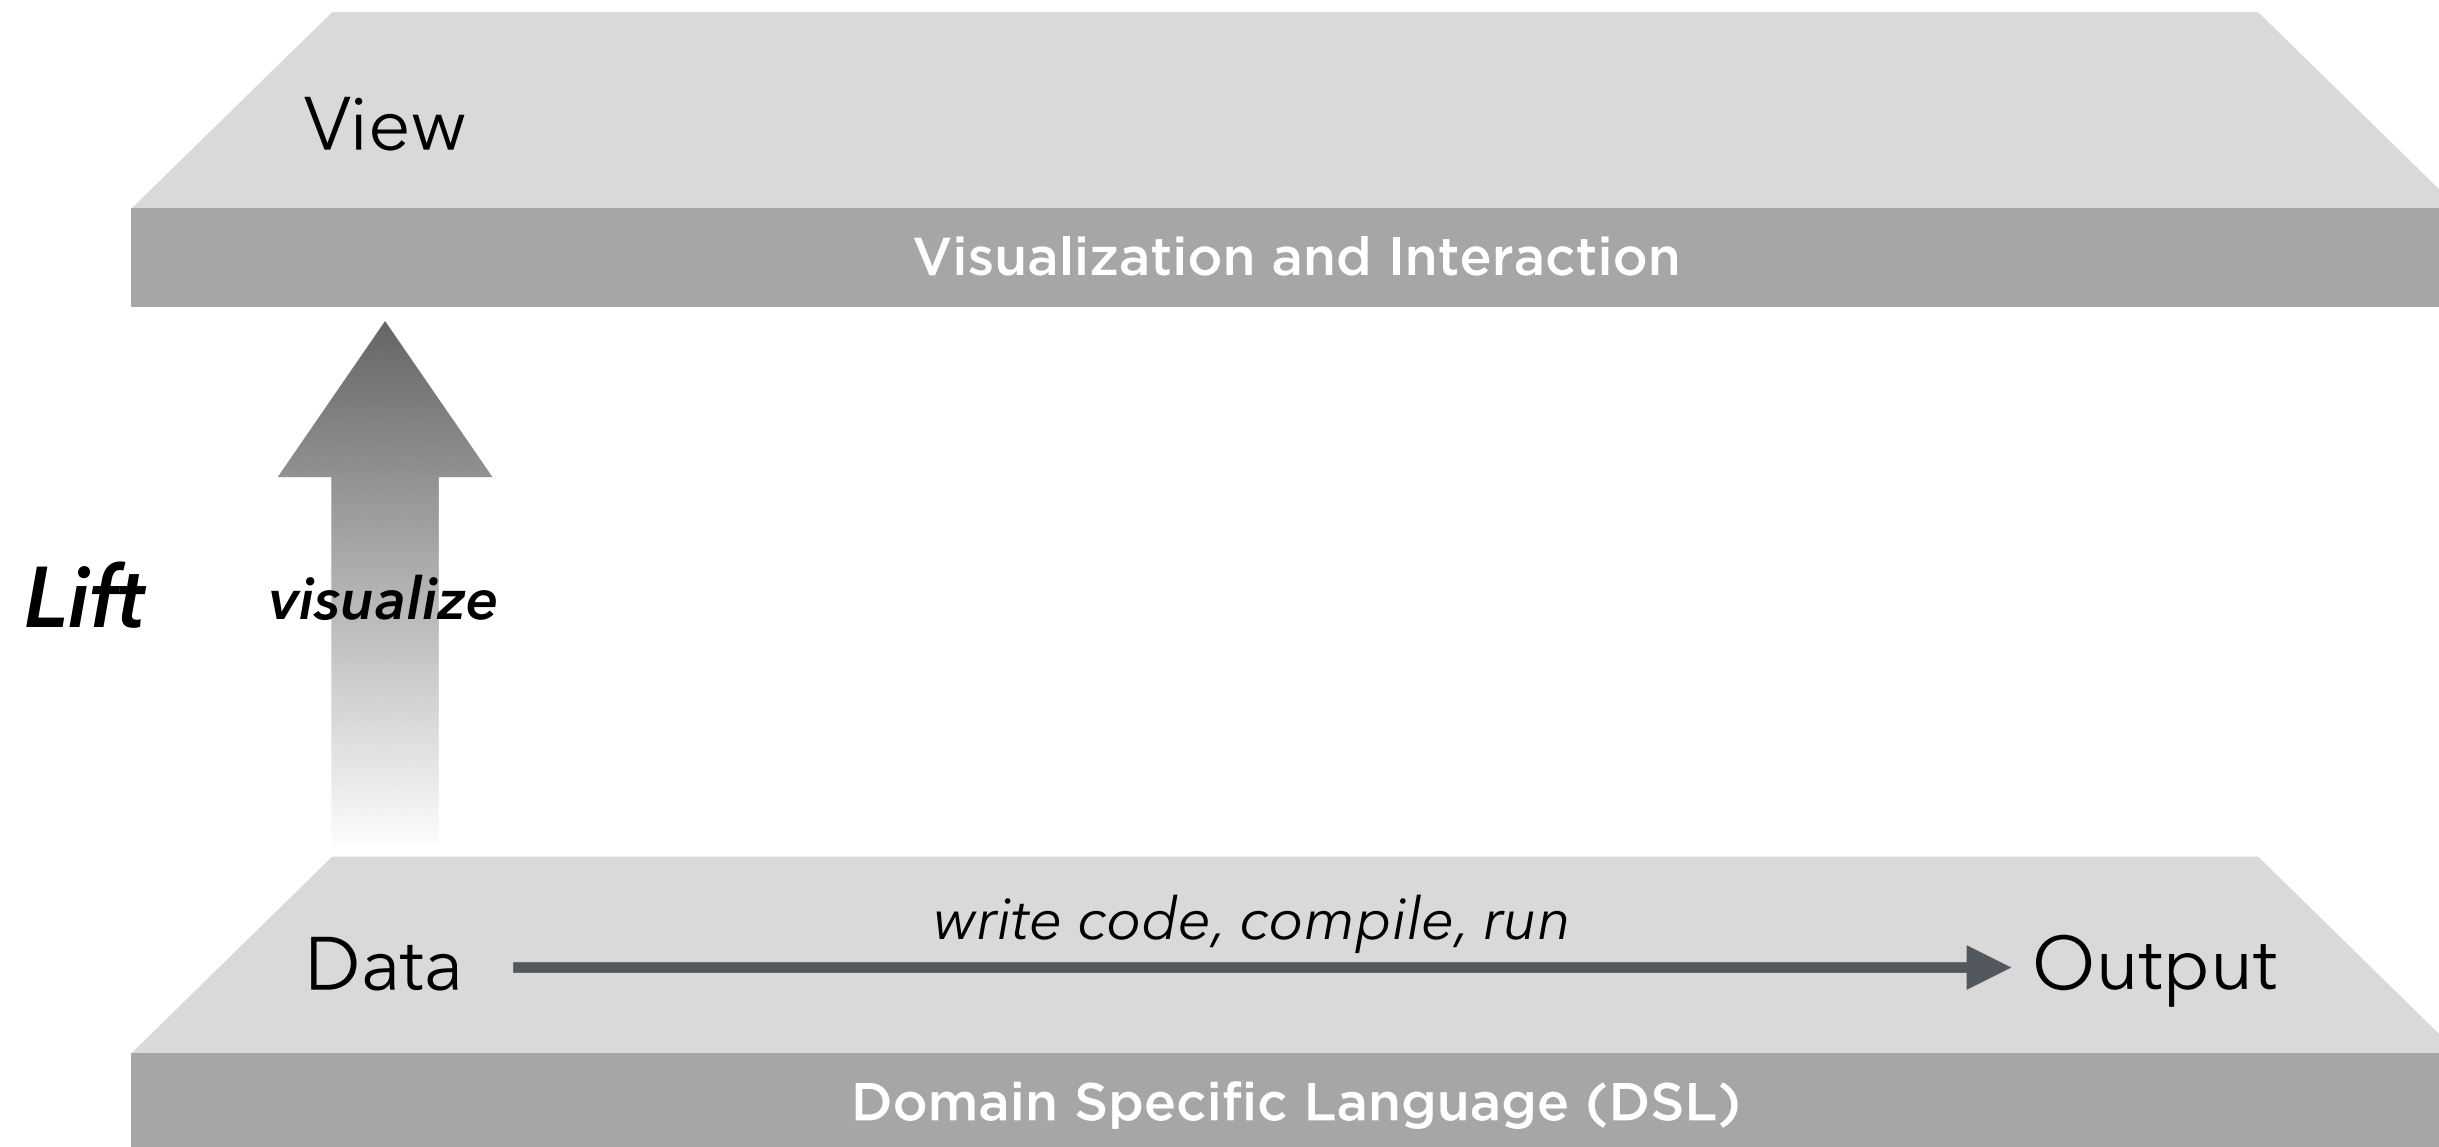 View
Visualization and Interaction
Lift
visualize
write code, compile, run
Data
Output
Domain Specific Language (DSL)